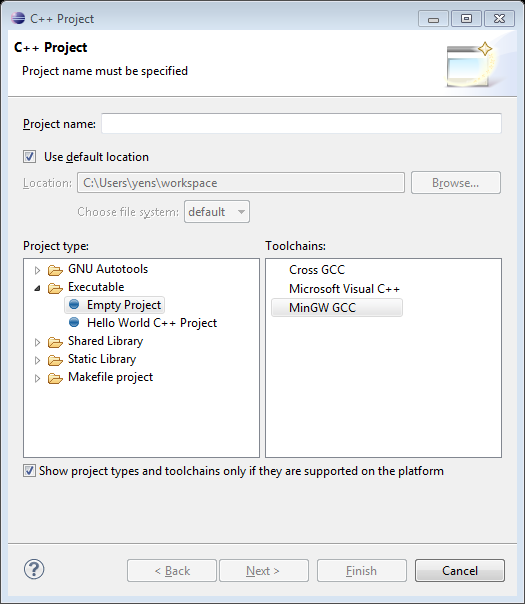 C++ Project
C++ Project
Project name must be specified
Project name:
Use default location
Location: C:\Users\yens\workspace Browse...
Choose file system: default
Project type: Toolchains:
GNU Autotools
Executable
Empty Project
Hello World C++ Project
Shared Library
Static Library
Makefile project
Cross GCC
Microsoft Visual C++
MinGW GCC
Show project types and toolchains only if they are supported on the platform
? < Back Next > Finish Cancel